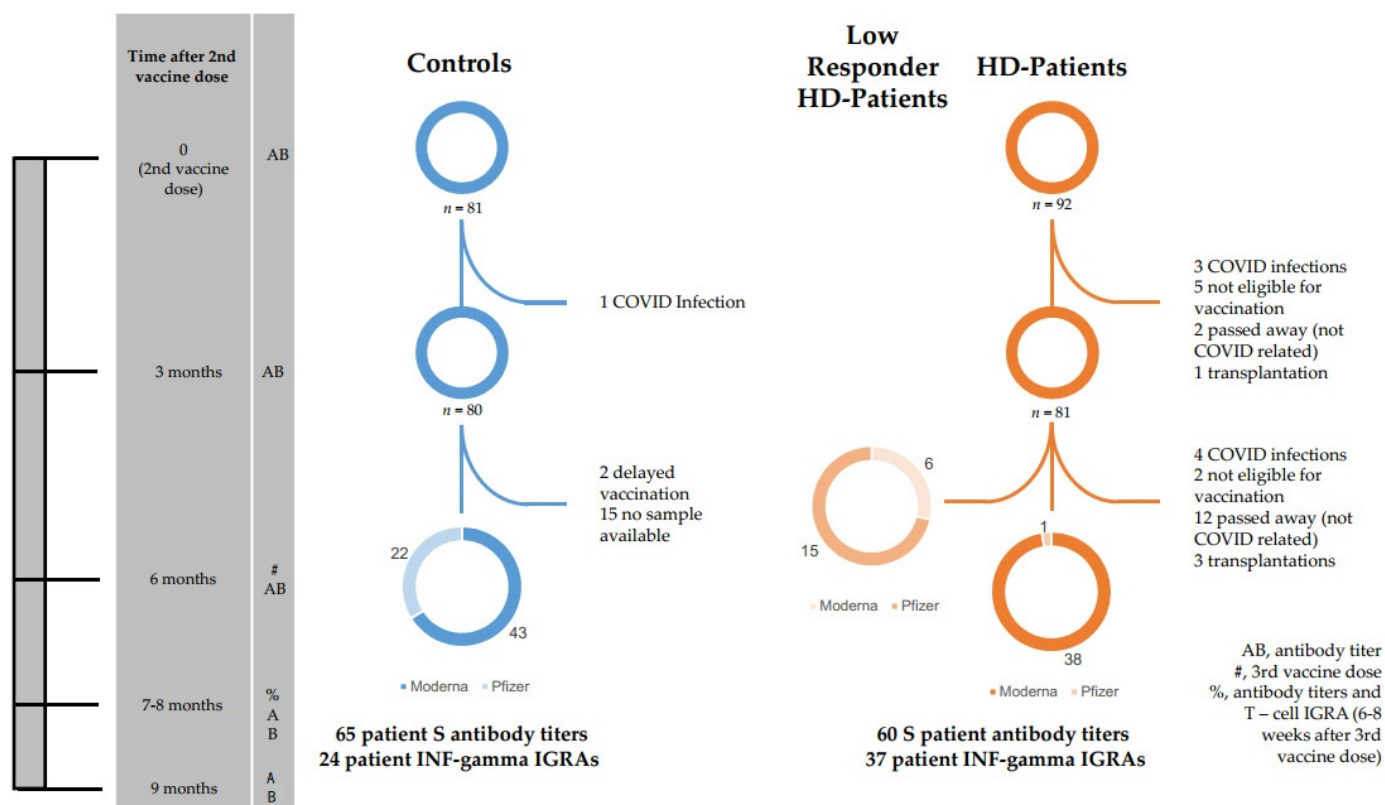 Time after 2nd
vaccine dose
0
(2nd vaccine
dose)
AB
3 months
AB
6 months
#
AB
7-8 months
%
A
B
9 months
A
B
Controls
n = 81
1 COVID Infection
n = 80
2 delayed
vaccination
15 no sample
available
22
43
Moderna
Pfizer
65 patient S antibody titers
24 patient INF-gamma IGRAs
Low
Responder
HD-Patients
HD-Patients
n = 92
3 COVID infections
5 not eligible for
vaccination
2 passed away (not
COVID related)
1 transplantation
n = 81
4 COVID infections
2 not eligible for
vaccination
12 passed away (not
COVID related)
3 transplantations
6
15
Moderna
Pfizer
1
38
Moderna
Pfizer
60 S patient antibody titers
37 patient INF-gamma IGRAs
AB, antibody titer
#, 3rd vaccine dose
%, antibody titers and
T – cell IGRA (6-8
weeks after 3rd
vaccine dose)